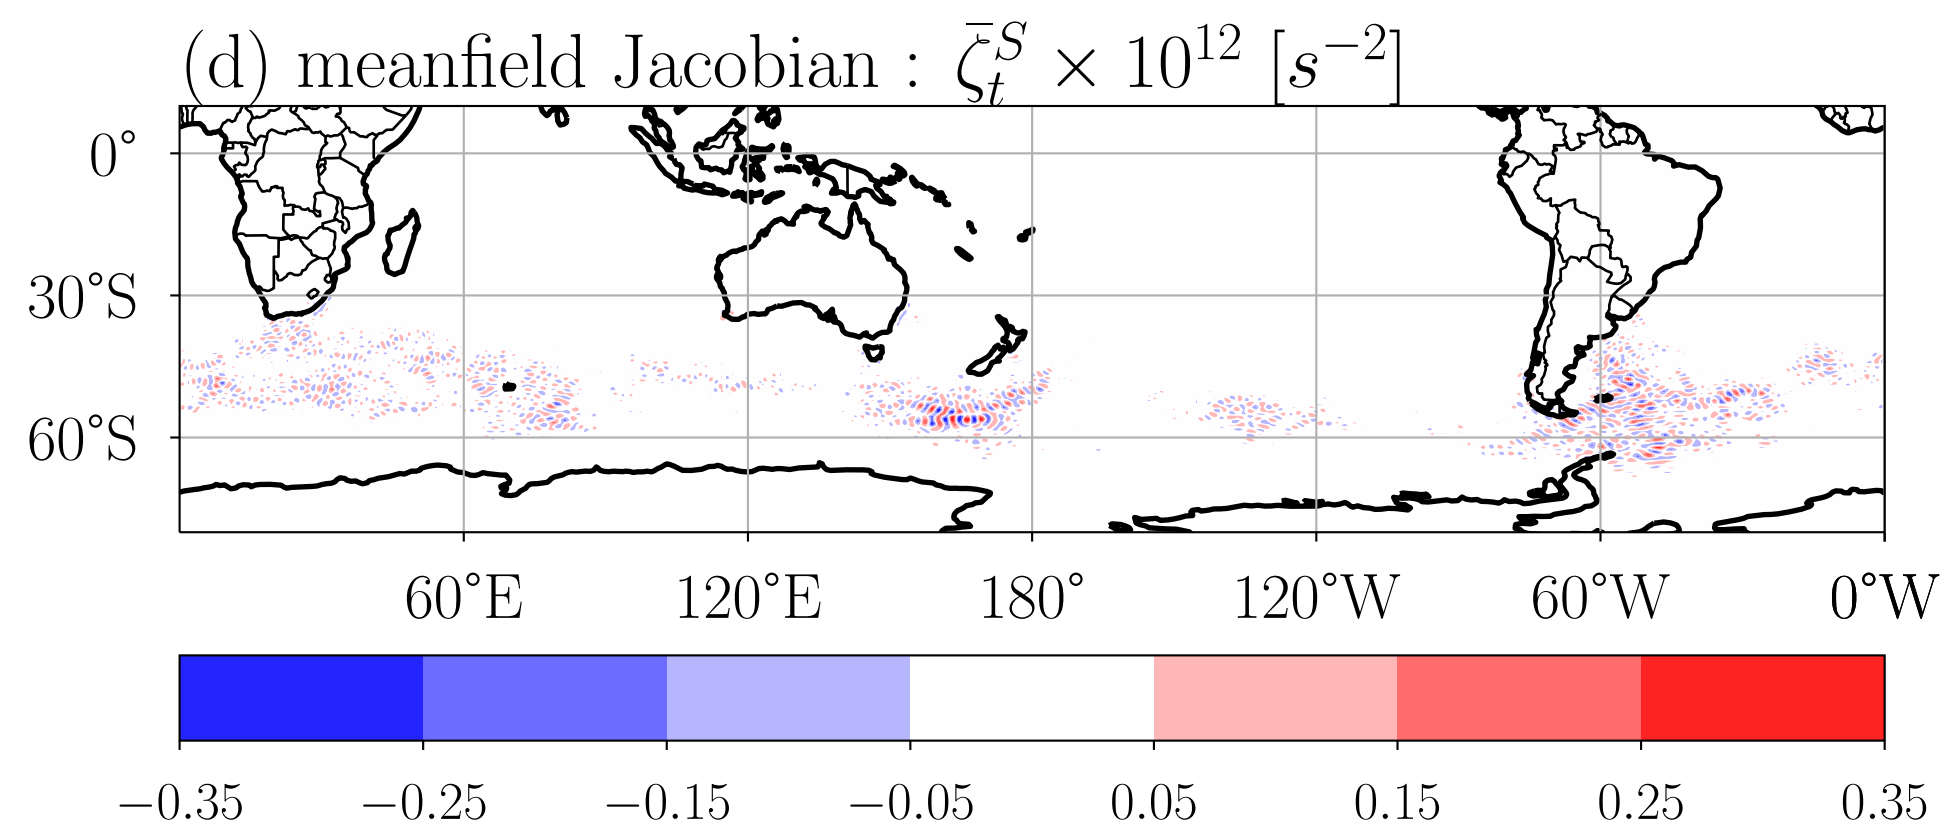 (d) meanfield Jacobian : ζ̄ₜˢ × 10¹² [s⁻²]
0°
30°S
60°S
60°E 120°E 180° 120°W 60°W 0°W
−0.35 −0.25 −0.15 −0.05 0.05 0.15 0.25 0.35